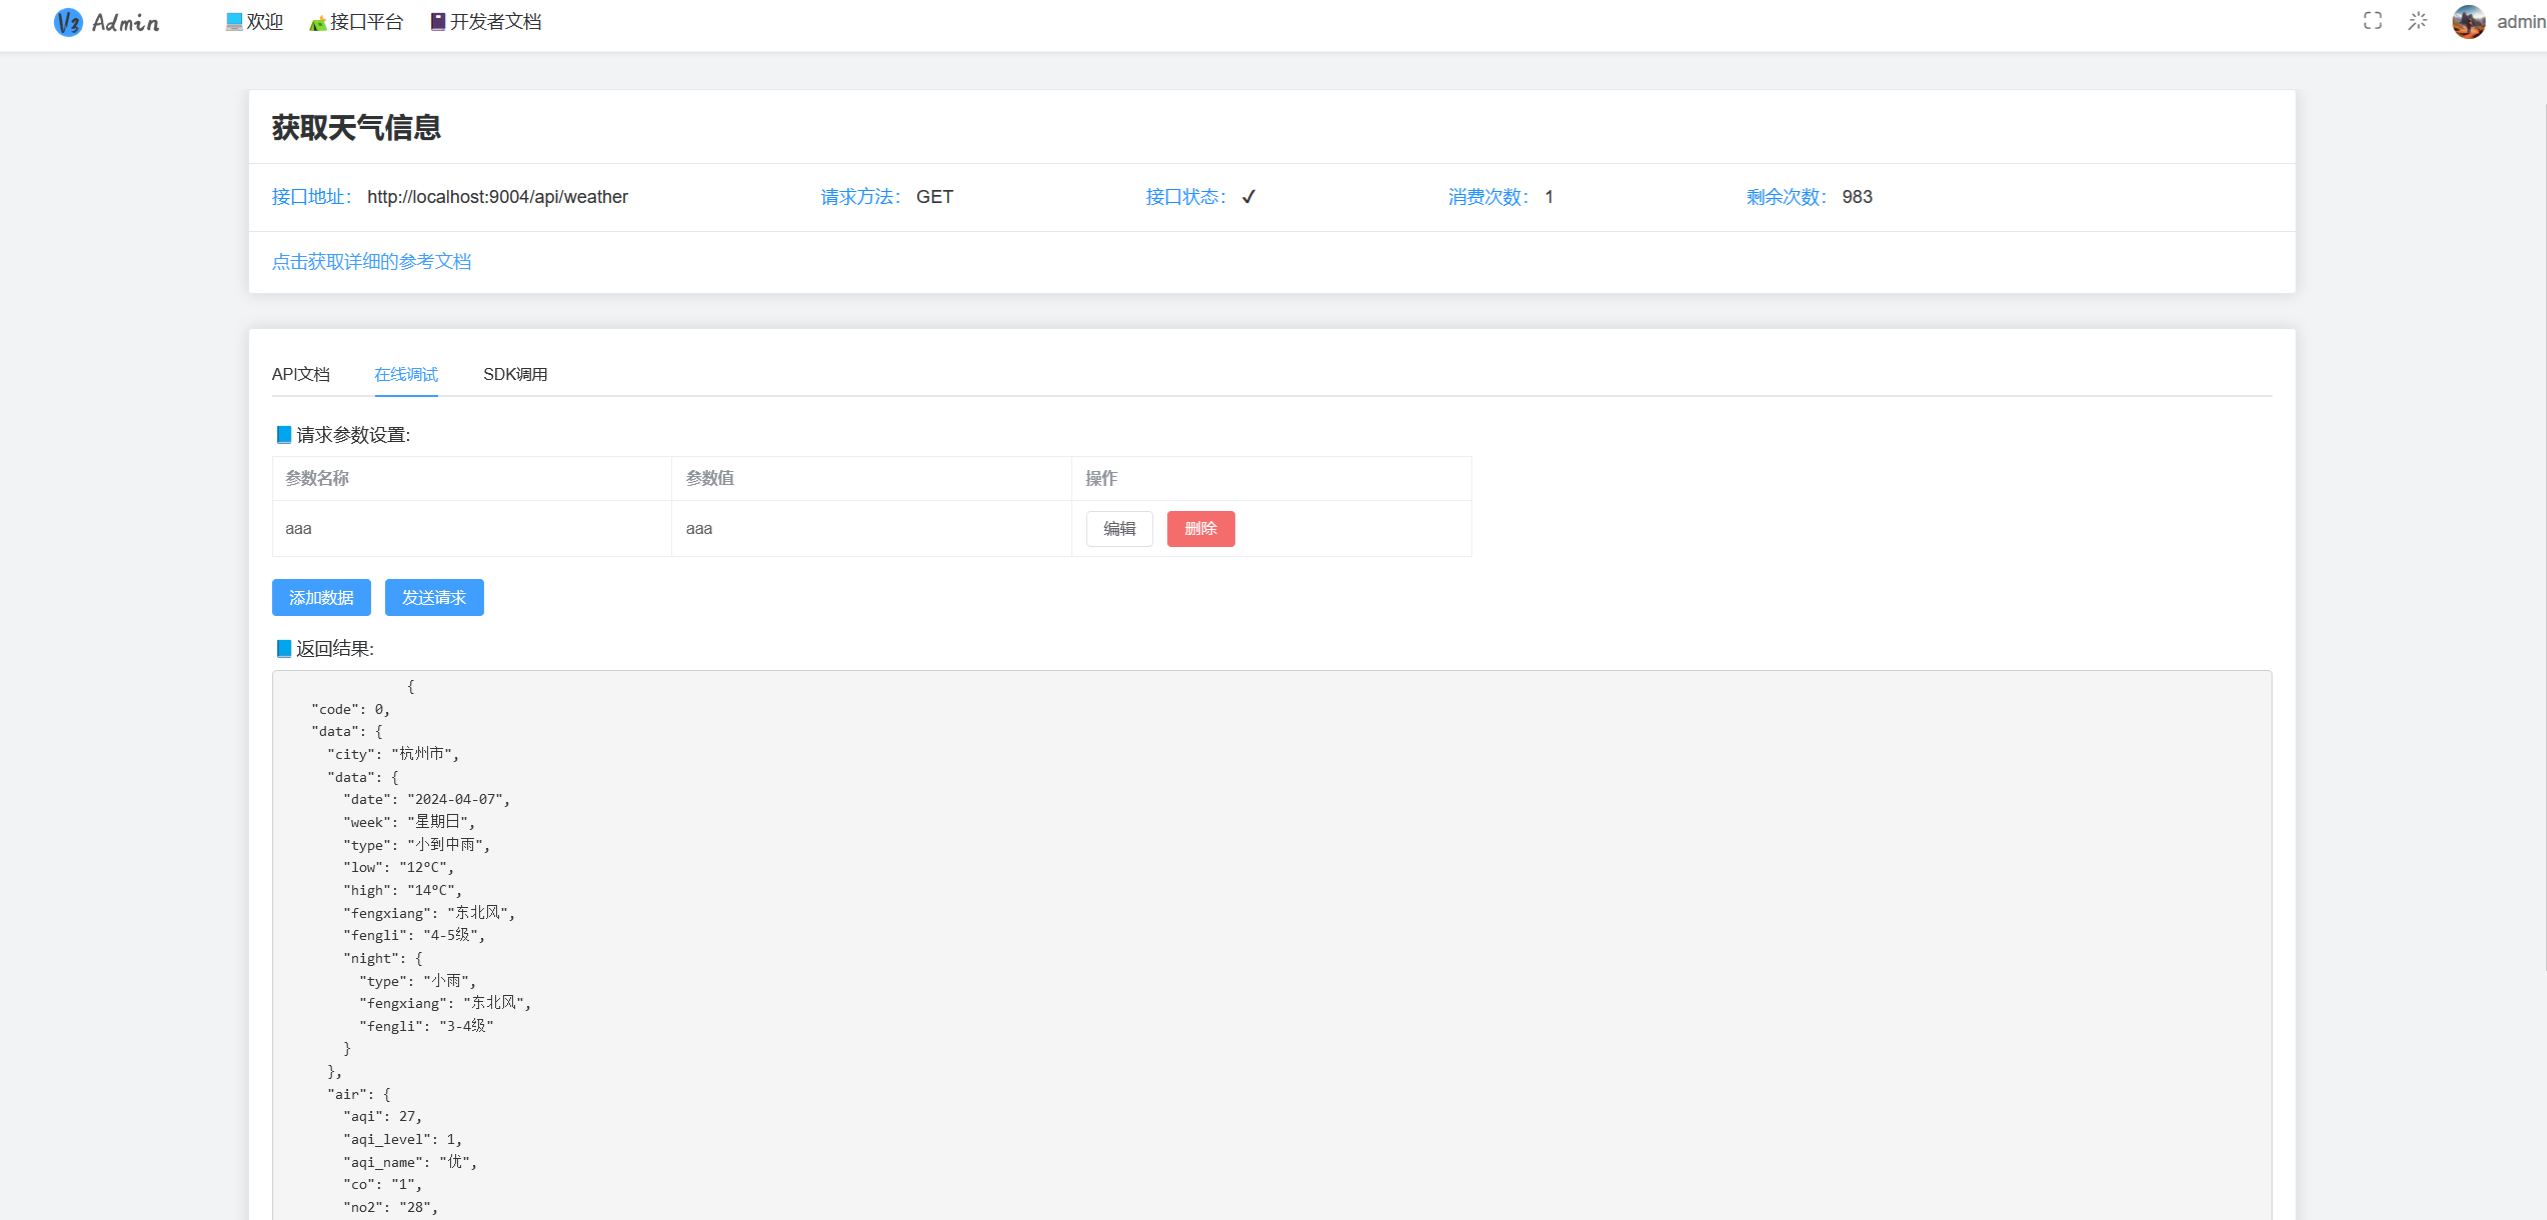 V3 Admin 欢迎 接口平台 开发者文档 admin
获取天气信息
接口地址： http://localhost:9004/api/weather 请求方法： GET 接口状态： ✓ 消费次数： 1 剩余次数： 983
点击获取详细的参考文档
API文档 在线调试 SDK调用
请求参数设置:
参数名称 参数值 操作
aaa aaa 编辑 删除
添加数据 发送请求
返回结果:
{
"code": 0,
"data": {
"city": "杭州市",
"data": {
"date": "2024-04-07",
"week": "星期日",
"type": "小到中雨",
"low": "12°C",
"high": "14°C",
"fengxiang": "东北风",
"fengli": "4-5级",
"night": {
"type": "小雨",
"fengxiang": "东北风",
"fengli": "3-4级"
}
},
"air": {
"aqi": 27,
"aqi_level": 1,
"aqi_name": "优",
"co": "1",
"no2": "28",